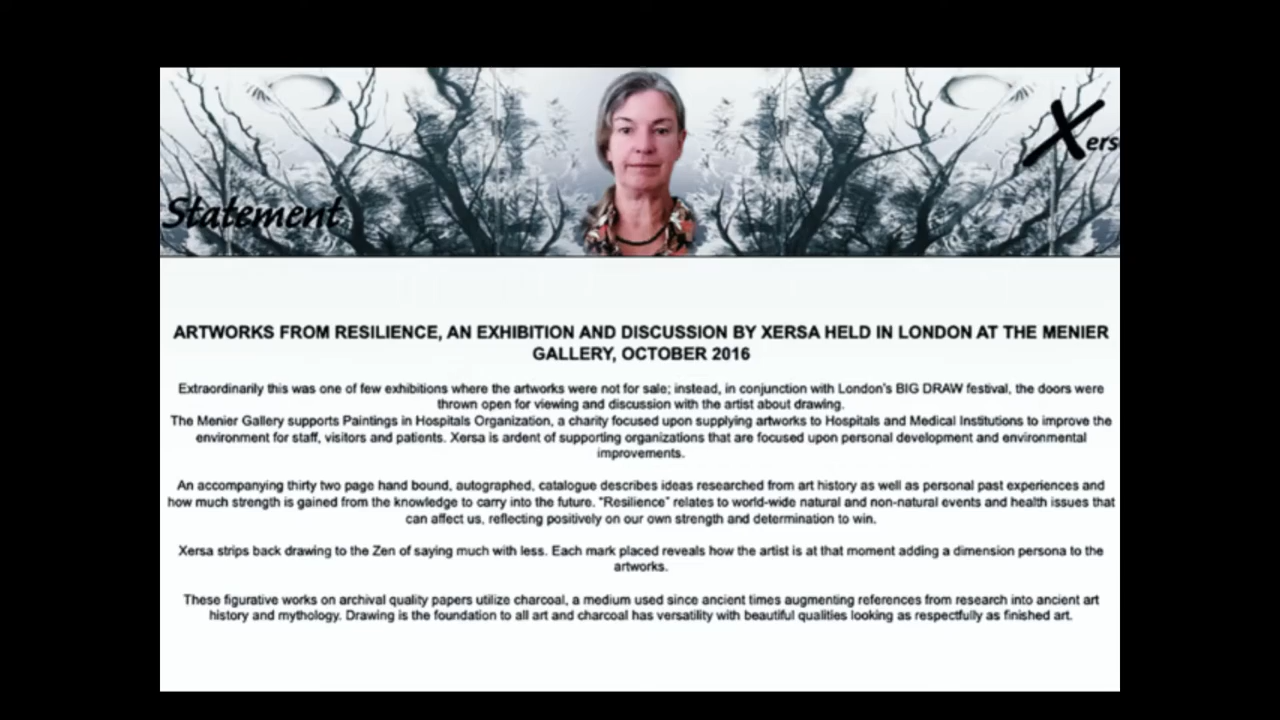 Xers
Statement
ARTWORKS FROM RESILIENCE, AN EXHIBITION AND DISCUSSION BY XERSA HELD IN LONDON AT THE MENIER
GALLERY, OCTOBER 2016
Extraordinarily this was one of few exhibitions where the artworks were not for sale; instead, in conjunction with London's BIG DRAW festival, the doors were
thrown open for viewing and discussion with the artist about drawing.
The Menier Gallery supports Paintings in Hospitals Organization, a charity focused upon supplying artworks to Hospitals and Medical Institutions to improve the
environment for staff, visitors and patients. Xersa is ardent of supporting organizations that are focused upon personal development and environmental
improvements.
An accompanying thirty two page hand bound, autographed, catalogue describes ideas researched from art history as well as personal past experiences and
how much strength is gained from the knowledge to carry into the future. "Resilience" relates to world-wide natural and non-natural events and health issues that
can affect us, reflecting positively on our own strength and determination to win.
Xersa strips back drawing to the Zen of saying much with less. Each mark placed reveals how the artist is at that moment adding a dimension persona to the
artworks.
These figurative works on archival quality papers utilize charcoal, a medium used since ancient times augmenting references from research into ancient art
history and mythology. Drawing is the foundation to all art and charcoal has versatility with beautiful qualities looking as respectfully as finished art.